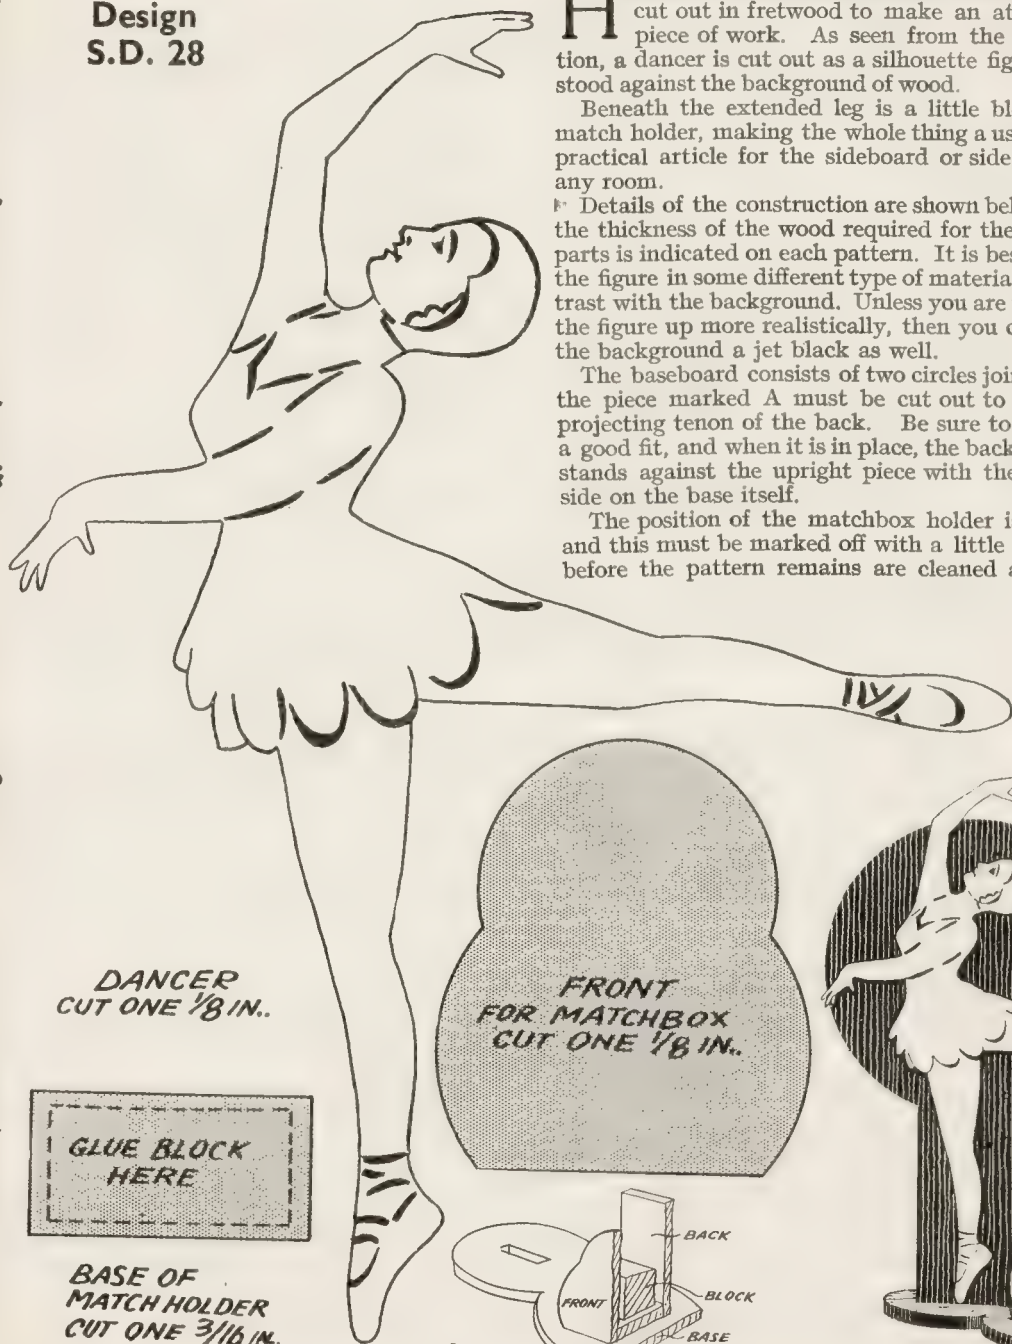 Design
S.D. 28
H cut out in fretwood to make an
piece of work. As seen from the
tion, a dancer is cut out as a silhouette
stood against the background of wood.
Beneath the extended leg is a little
match holder, making the whole thing a
practical article for the sideboard or side
any room.
Details of the construction are shown
the thickness of the wood required for the
parts is indicated on each pattern. It is
the figure in some different type of
trast with the background. Unless you are
the figure up more realistically, then you
the background a jet black as well.
The baseboard consists of two circles
the piece marked A must be cut out to
projecting tenon of the back. Be sure to
a good fit, and when it is in place, the back
stands against the upright piece with
side on the base itself.
The position of the matchbox holder
and this must be marked off with a little
before the pattern remains are cleaned
DANCER
CUT ONE 1/8 IN..
FRONT
FOR MATCHBOX
CUT ONE 1/8 IN..
GLUE BLOCK
HERE
BASE OF
MATCH HOLDER
CUT ONE 3/16 IN.
BACK
BLOCK
FRONT
BASE